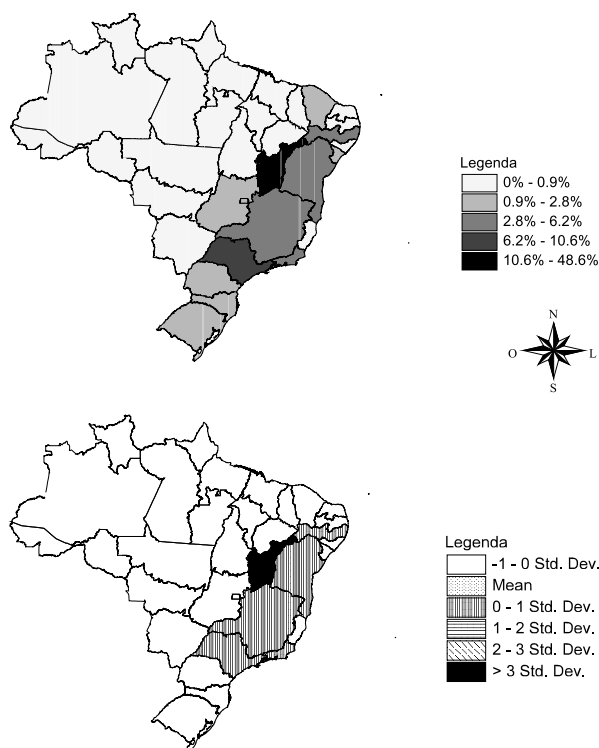 Legenda
0% - 0.9%
0.9% - 2.8%
2.8% - 6.2%
6.2% - 10.6%
10.6% - 48.6%
N
O L
S
Legenda
-1 - 0 Std. Dev.
Mean
0 - 1 Std. Dev.
1 - 2 Std. Dev.
2 - 3 Std. Dev.
> 3 Std. Dev.